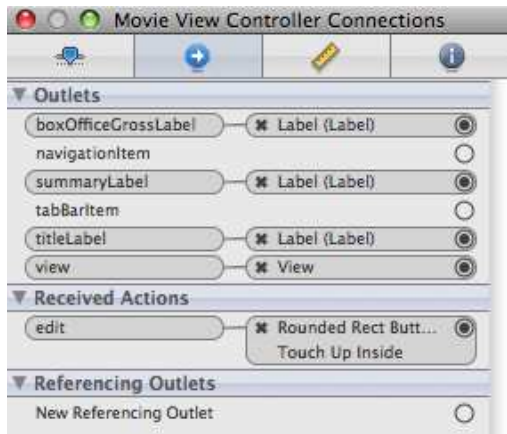 Movie View Controller Connections
Outlets
boxOfficeGrossLabel Label (Label)
navigationItem
summaryLabel Label (Label)
tabBarItem
titleLabel Label (Label)
view View
Received Actions
edit Rounded Rect Butt...
Touch Up Inside
Referencing Outlets
New Referencing Outlet